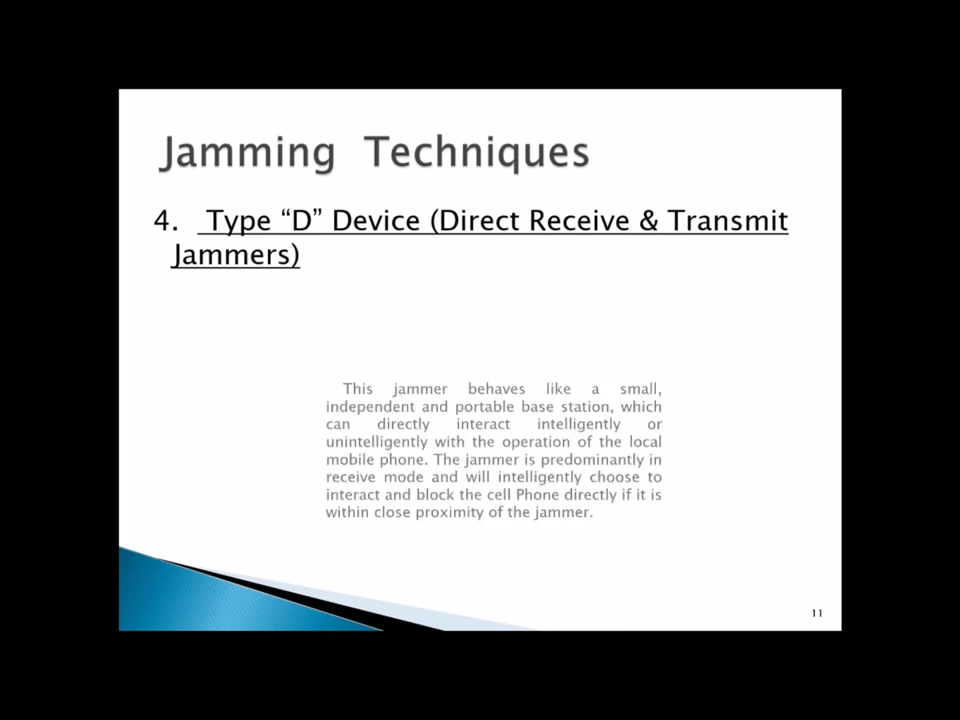 Jamming Techniques
4. Type “D” Device (Direct Receive & Transmit
Jammers)
This jammer behaves like a small,
independent and portable base station, which
can directly interact intelligently or
unintelligently with the operation of the local
mobile phone. The jammer is predominantly in
receive mode and will intelligently choose to
interact and block the cell Phone directly if it is
within close proximity of the jammer.
11